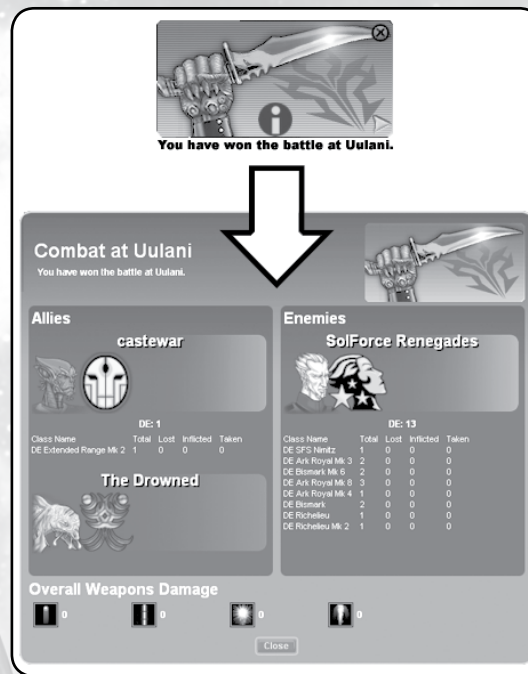 You have won the battle at Uulani.
Combat at Uulani
You have won the battle at Uulani.
Allies
castewar
DE: 1
Class Name Total Lost Inflicted Taken
DE Extended Range Mk 2 1 0 0 0
The Drowned
Enemies
SolForce Renegades
DE: 13
Class Name Total Lost Inflicted Taken
DE SFS Nimitz 1 0 0 0
DE Ark Royal Mk 3 2 0 0 0
DE Bismark Mk 6 2 0 0 0
DE Ark Royal Mk 8 3 0 0 0
DE Ark Royal Mk 4 1 0 0 0
DE Bismark 2 0 0 0
DE Richelieu 1 0 0 0
DE Richelieu Mk 2 1 0 0 0
Overall Weapons Damage
0 0 0 0
Close